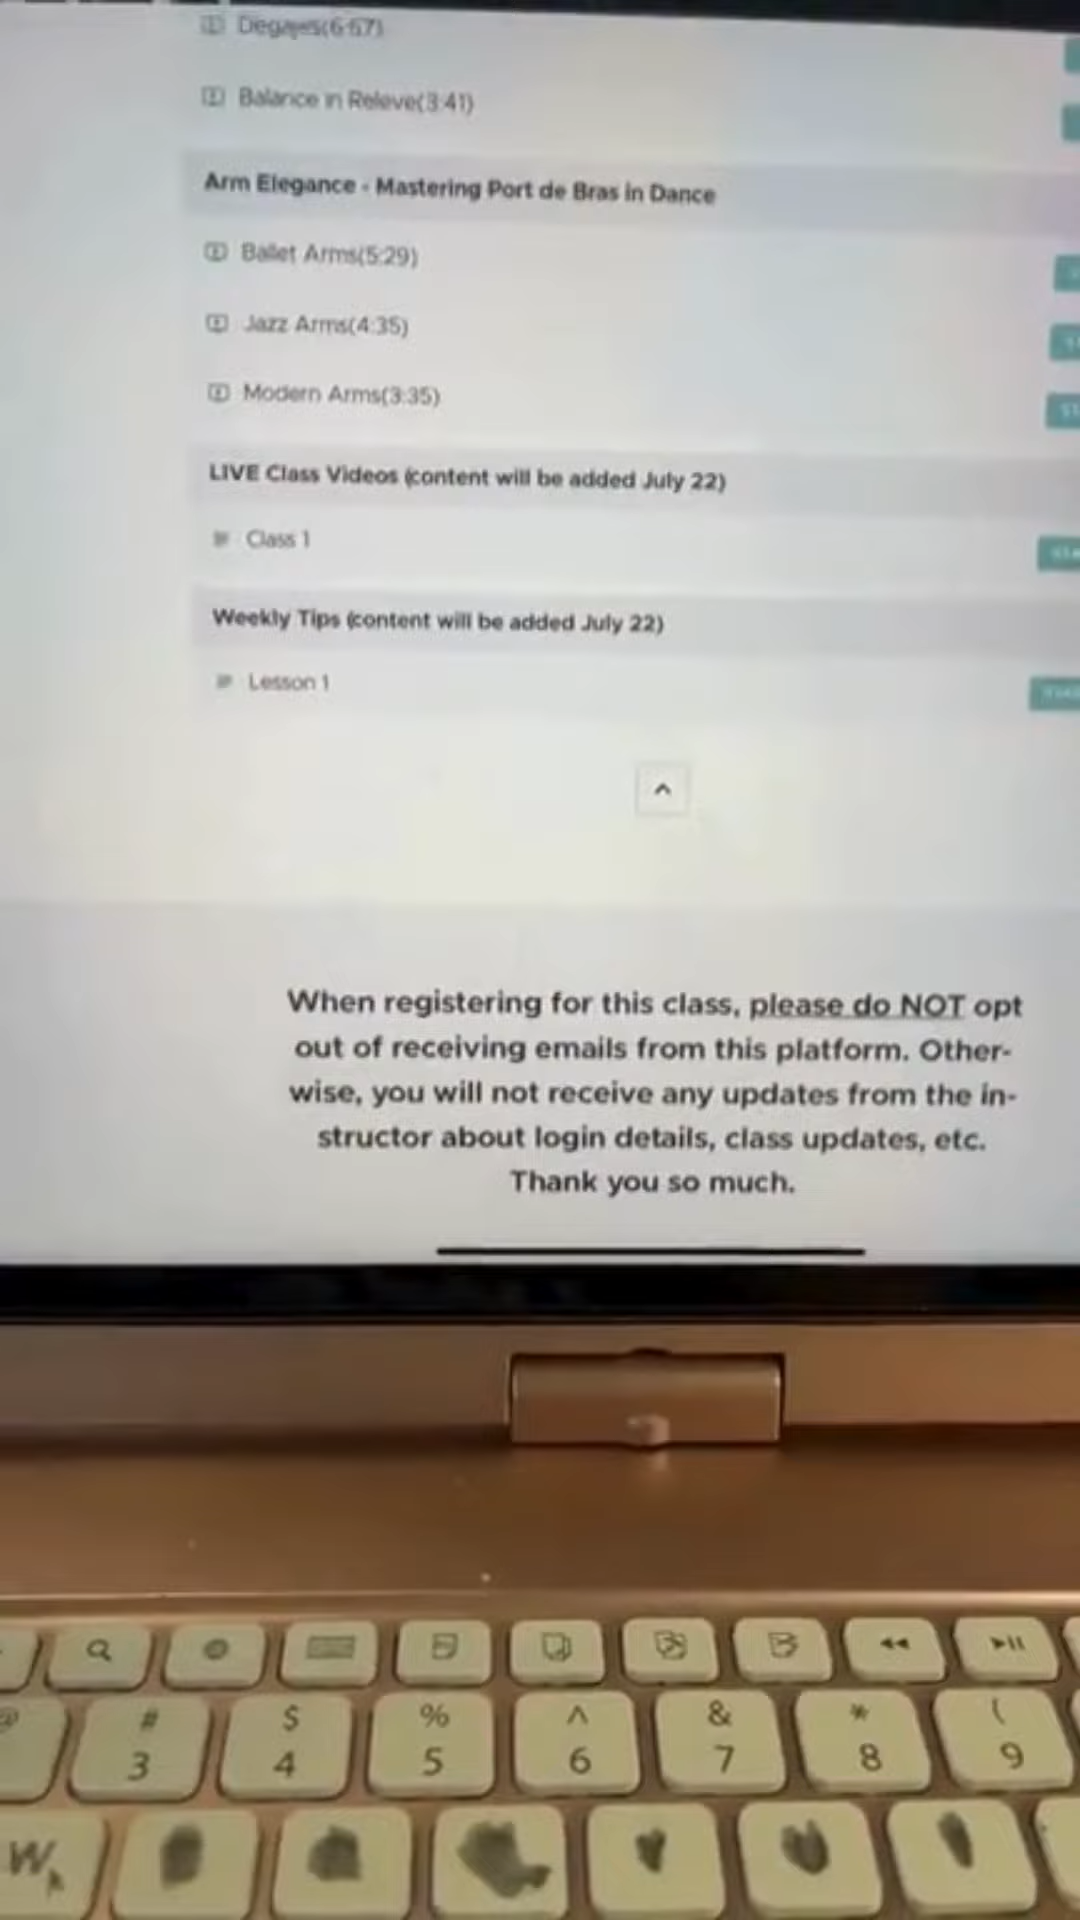 Degajes(6:57)
Balance in Releve(3:41)
Arm Elegance - Mastering Port de Bras in Dance
Ballet Arms(5:29)
Jazz Arms(4:35)
Modern Arms(3:35)
LIVE Class Videos (content will be added July 22)
Class 1
Weekly Tips (content will be added July 22)
Lesson 1
When registering for this class, please do NOT opt
out of receiving emails from this platform. Other-
wise, you will not receive any updates from the in-
structor about login details, class updates, etc.
Thank you so much.
@ # $ % ^ & * (
3 4 5 6 7 8 9
W